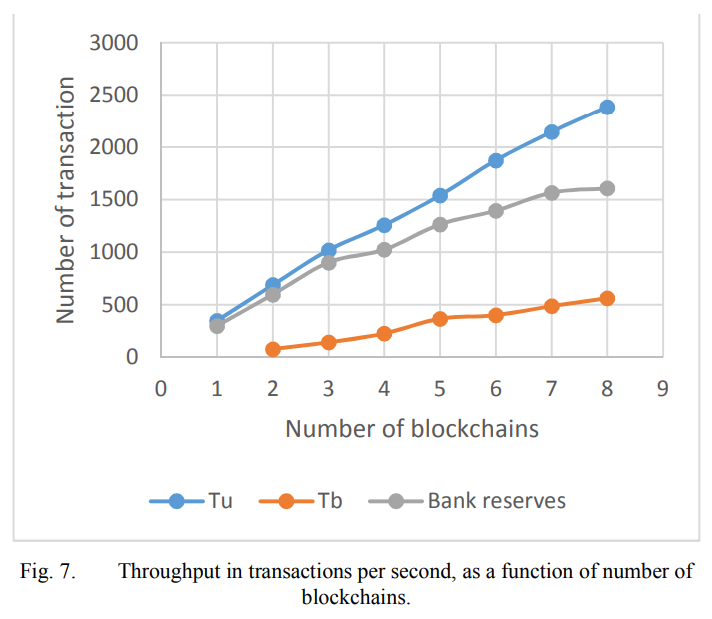 3000
2500
2000
1500
1000
500
0
Number of transaction
0 1 2 3 4 5 6 7 8 9
Number of blockchains
Tu Tb Bank reserves
Fig. 7. Throughput in transactions per second, as a function of number of
blockchains.